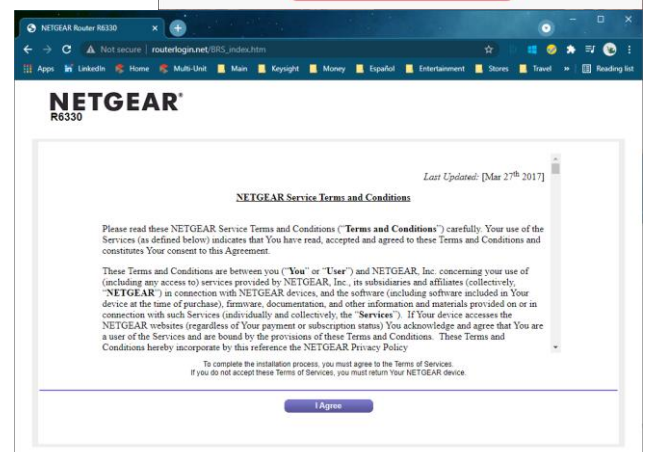 NETGEAR Router R6330
Not secure | routerlogin.net/BRS_index.htm
Apps LinkedIn Home Multi-Unit Main Keysight Money Español Entertainment Stores Travel » Reading list
NETGEAR®
R6330
Last Updated: [Mar 27th 2017]
NETGEAR Service Terms and Conditions
Please read these NETGEAR Service Terms and Conditions ("Terms and Conditions") carefully. Your use of the
Services (as defined below) indicates that You have read, accepted and agreed to these Terms and Conditions and
constitutes Your consent to this Agreement.
These Terms and Conditions are between you ("You" or "User") and NETGEAR, Inc. concerning your use of
(including any access to) services provided by NETGEAR, Inc., its subsidiaries and affiliates (collectively,
"NETGEAR") in connection with NETGEAR devices, and the software (including software included in Your
device at the time of purchase), firmware, documentation, and other information and materials provided on or in
connection with such Services (individually and collectively, the "Services"). If Your device accesses the
NETGEAR websites (regardless of Your payment or subscription status) You acknowledge and agree that You are
a user of the Services and are bound by the provisions of these Terms and Conditions. These Terms and
Conditions hereby incorporate by this reference the NETGEAR Privacy Policy
To complete the installation process, you must agree to the Terms of Services.
If you do not accept these Terms of Services, you must return Your NETGEAR device.
I Agree